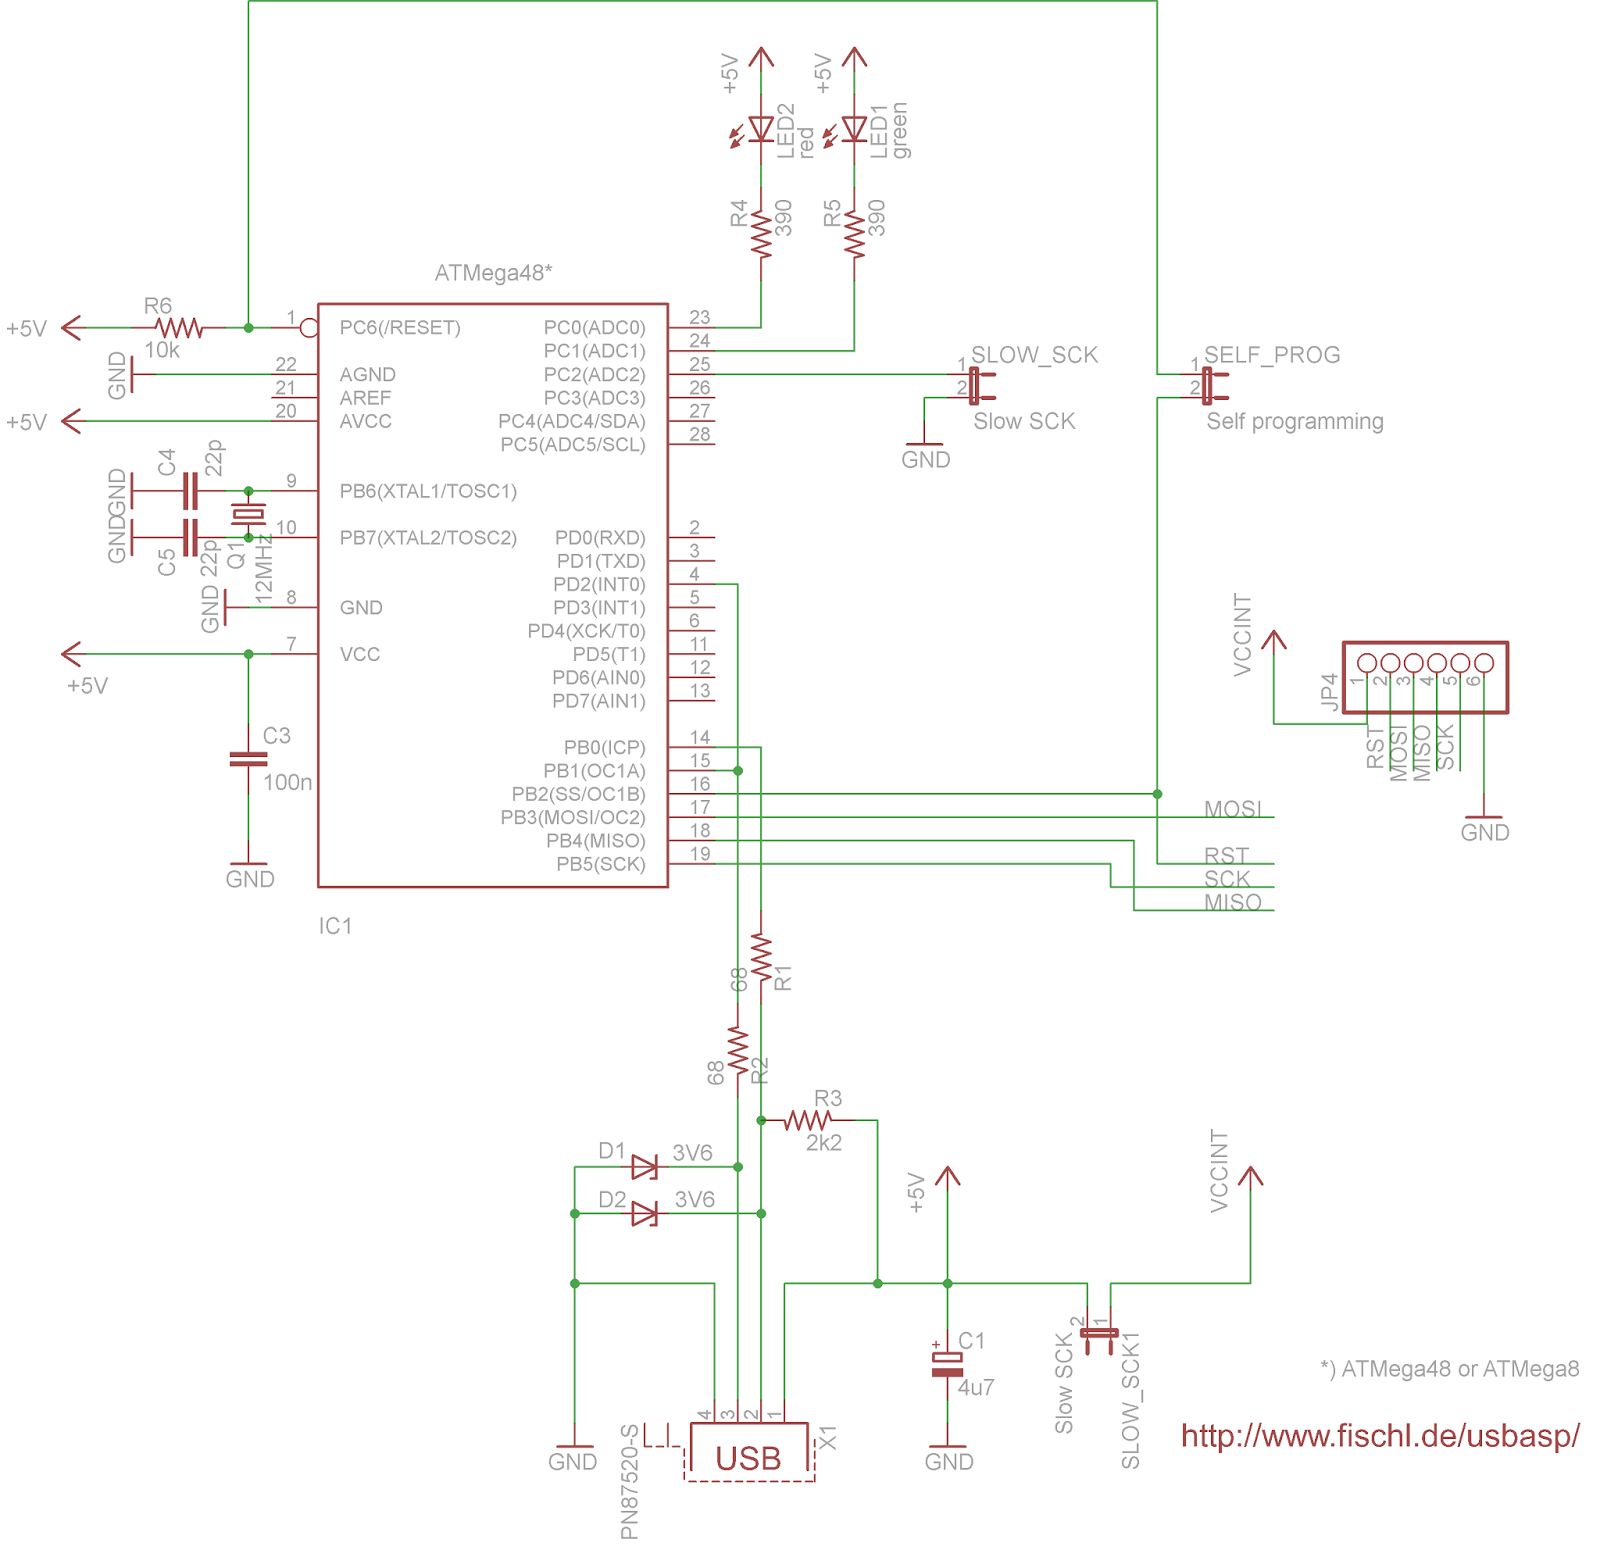 +5V
LED2
red
+5V
LED1
green
R4
390
R5
390
ATMega48*
R6
10k
+5V
1
PC6(/RESET)
GND
22
AGND
21
AREF
+5V
20
AVCC
C4
22p
GND
9
PB6(XTAL1/TOSC1)
GND
C5
22p
Q1
12MHz
10
PB7(XTAL2/TOSC2)
GND
8
GND
+5V
7
VCC
C3
100n
GND
IC1
PC0(ADC0)
23
PC1(ADC1)
24
PC2(ADC2)
25
PC3(ADC3)
26
PC4(ADC4/SDA)
27
PC5(ADC5/SCL)
28
PD0(RXD)
2
PD1(TXD)
3
PD2(INT0)
4
PD3(INT1)
5
PD4(XCK/T0)
6
PD5(T1)
11
PD6(AIN0)
12
PD7(AIN1)
13
PB0(ICP)
14
PB1(OC1A)
15
PB2(SS/OC1B)
16
PB3(MOSI/OC2)
17
PB4(MISO)
18
PB5(SCK)
19
SLOW_SCK
1
2
Slow SCK
GND
SELF_PROG
1
2
Self programming
VCCINT
JP4
1
2
3
4
5
6
RST
MOSI
MISO
SCK
GND
MOSI
RST
SCK
MISO
68
R1
68
R2
R3
2k2
D1
3V6
D2
3V6
+5V
VCCINT
C1
+
4u7
GND
2
1
Slow SCK
SLOW_SCK1
GND
4
3
2
1
USB
X1
PN87520-S
*) ATMega48 or ATMega8
http://www.fischl.de/usbasp/